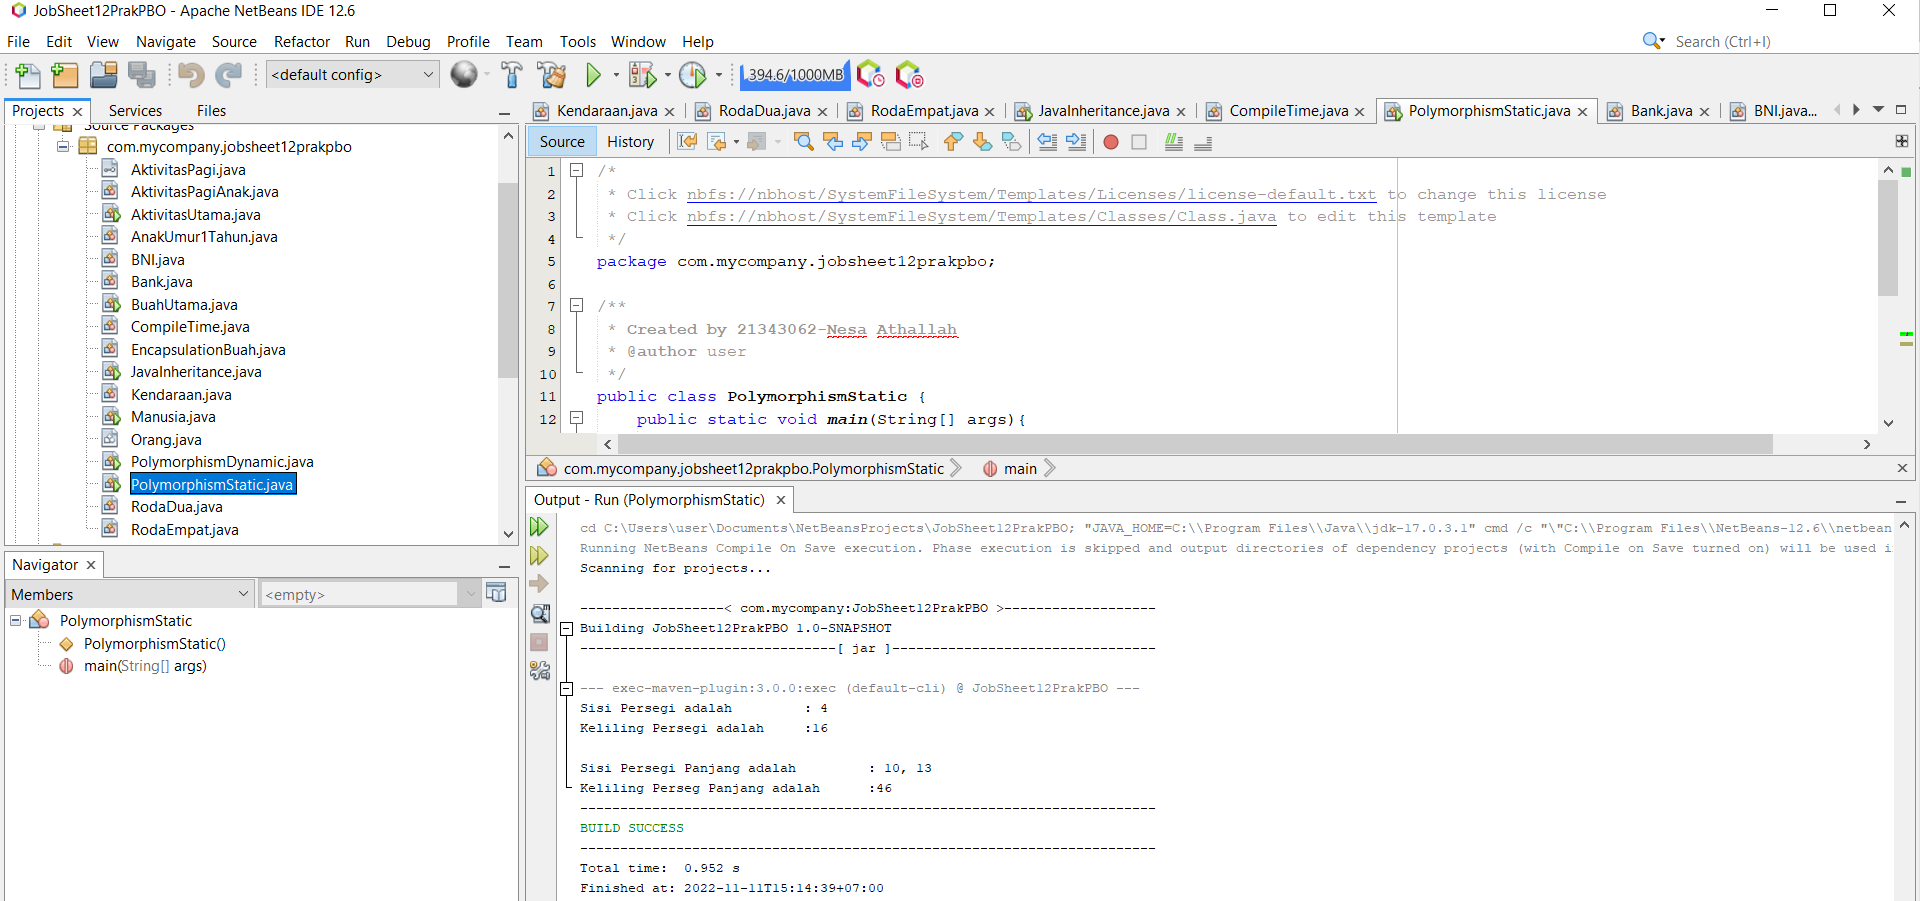 JobSheet12PrakPBO - Apache NetBeans IDE 12.6
File Edit View Navigate Source Refactor Run Debug Profile Team Tools Window Help
Search (Ctrl+I)
<default config>
394.6/1000MB
Projects Services Files
Source Packages
com.mycompany.jobsheet12prakpbo
AktivitasPagi.java
AktivitasPagiAnak.java
AktivitasUtama.java
AnakUmur1Tahun.java
BNI.java
Bank.java
BuahUtama.java
CompileTime.java
EncapsulationBuah.java
JavaInheritance.java
Kendaraan.java
Manusia.java
Orang.java
PolymorphismDynamic.java
PolymorphismStatic.java
RodaDua.java
RodaEmpat.java
Navigator
Members
<empty>
PolymorphismStatic
PolymorphismStatic()
main(String[] args)
Kendaraan.java RodaDua.java RodaEmpat.java JavaInheritance.java CompileTime.java PolymorphismStatic.java Bank.java BNI.java...
Source History
1 /*
2 * Click nbfs://nbhost/SystemFileSystem/Templates/Licenses/license-default.txt to change this license
3 * Click nbfs://nbhost/SystemFileSystem/Templates/Classes/Class.java to edit this template
4 */
5 package com.mycompany.jobsheet12prakpbo;
6
7 /**
8 * Created by 21343062-Nesa Athallah
9 * @author user
10 */
11 public class PolymorphismStatic {
12 public static void main(String[] args){
com.mycompany.jobsheet12prakpbo.PolymorphismStatic main
Output - Run (PolymorphismStatic)
cd C:\Users\user\Documents\NetBeansProjects\JobSheet12PrakPBO; "JAVA_HOME=C:\\Program Files\\Java\\jdk-17.0.3.1" cmd /c "\"C:\\Program Files\\NetBeans-12.6\\netbean
Running NetBeans Compile On Save execution. Phase execution is skipped and output directories of dependency projects (with Compile on Save turned on) will be used i
Scanning for projects...
------------------< com.mycompany:JobSheet12PrakPBO >-------------------
Building JobSheet12PrakPBO 1.0-SNAPSHOT
--------------------------------[ jar ]---------------------------------
--- exec-maven-plugin:3.0.0:exec (default-cli) @ JobSheet12PrakPBO ---
Sisi Persegi adalah : 4
Keliling Persegi adalah :16
Sisi Persegi Panjang adalah : 10, 13
Keliling Perseg Panjang adalah :46
------------------------------------------------------------------------
BUILD SUCCESS
------------------------------------------------------------------------
Total time: 0.952 s
Finished at: 2022-11-11T15:14:39+07:00